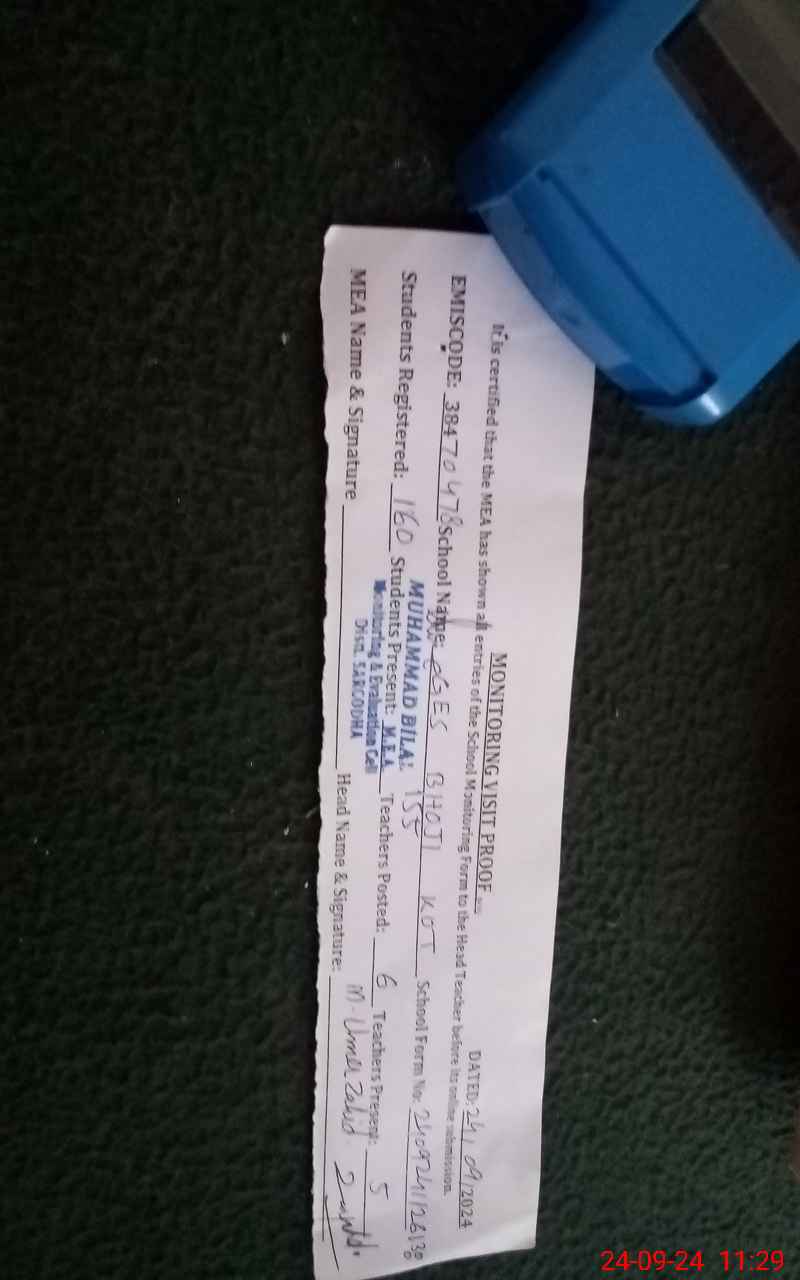 MONITORING VISIT PROOF
DATED: 24/09/2024
It is certified that the MEA has shown all entries of the School Monitoring Form to the Head Teacher before its online submission.
EMISCODE: 38470478 School Name: GES BHOJI KOT School Form No:
Students Registered: 160 Students Present: 155 Teachers Posted: 6 Teachers Present: 5
MUHAMMAD BILAL
M.E.A
Monitoring & Evaluation Cell
Distt. SARGODHA
MEA Name & Signature Head Name & Signature: M. Umer Zahid
24-09-24 11:29